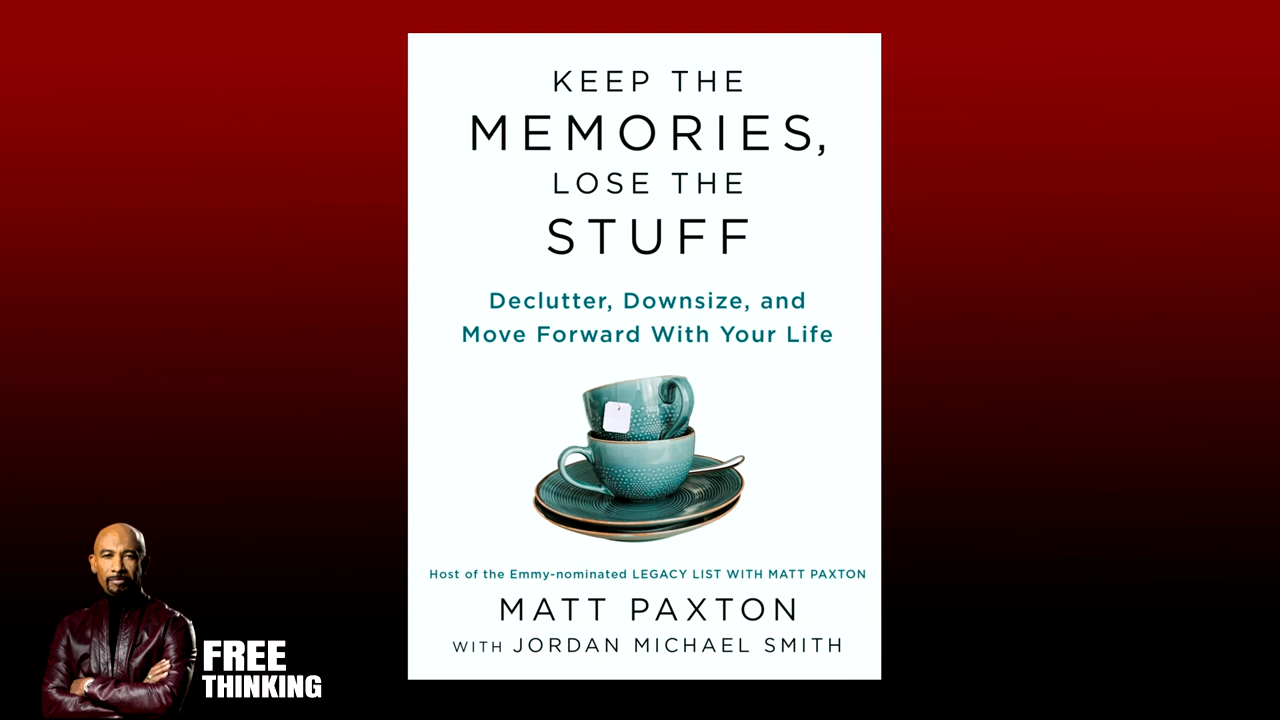 KEEP THE
MEMORIES,
LOSE THE
STUFF
Declutter, Downsize, and
Move Forward With Your Life
Host of the Emmy-nominated LEGACY LIST WITH MATT PAXTON
MATT PAXTON
WITH JORDAN MICHAEL SMITH
FREE
THINKING